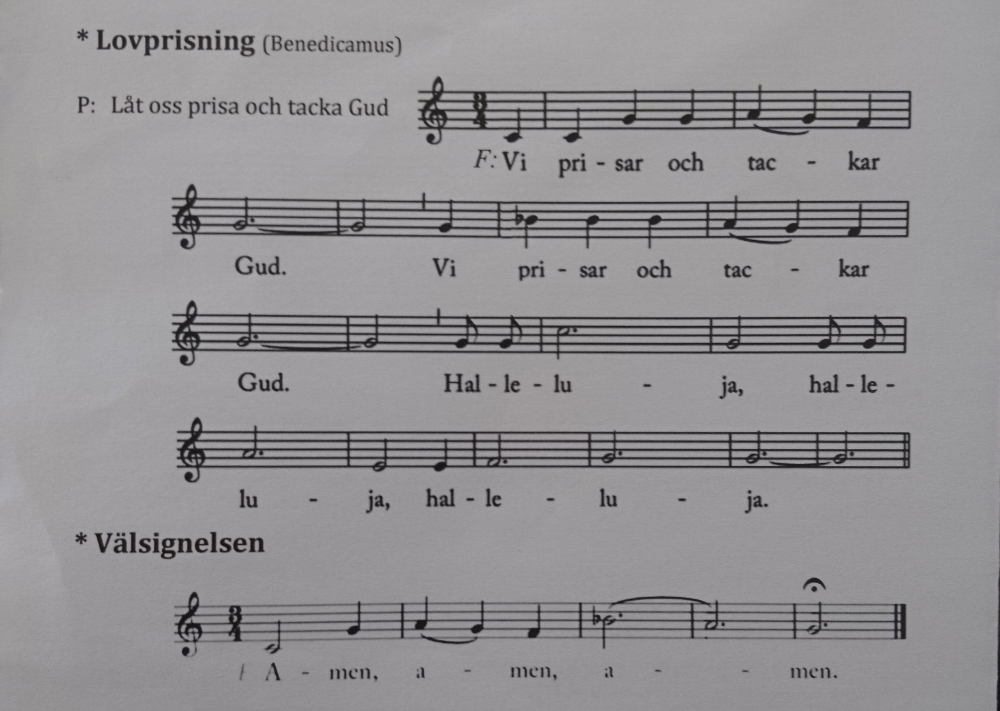 * Lovprisning (Benedicamus)
P: Låt oss prisa och tacka Gud
F: Vi pri - sar och tac - kar
Gud. Vi pri - sar och tac - kar
Gud. Hal - le - lu - ja, hal - le -
lu - ja, hal - le - lu - ja.
* Välsignelsen
A - men, a - men, a - - men.